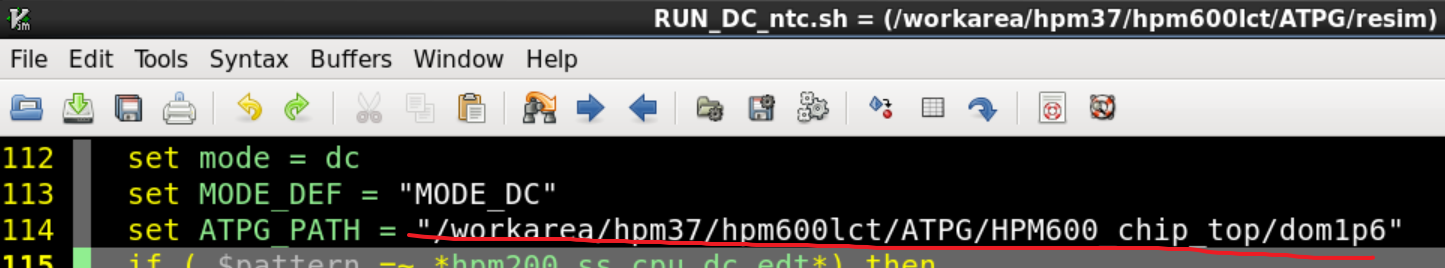 RUN_DC_ntc.sh = (/workarea/hpm37/hpm600lct/ATPG/resim)
File Edit Tools Syntax Buffers Window Help
112 set mode = dc
113 set MODE_DEF = "MODE_DC"
114 set ATPG_PATH = "/workarea/hpm37/hpm600lct/ATPG/HPM600_chip_top/dom1p6"
115 if ( $pattern =~ *hpm200_ss_cpu_dc_edt*) then